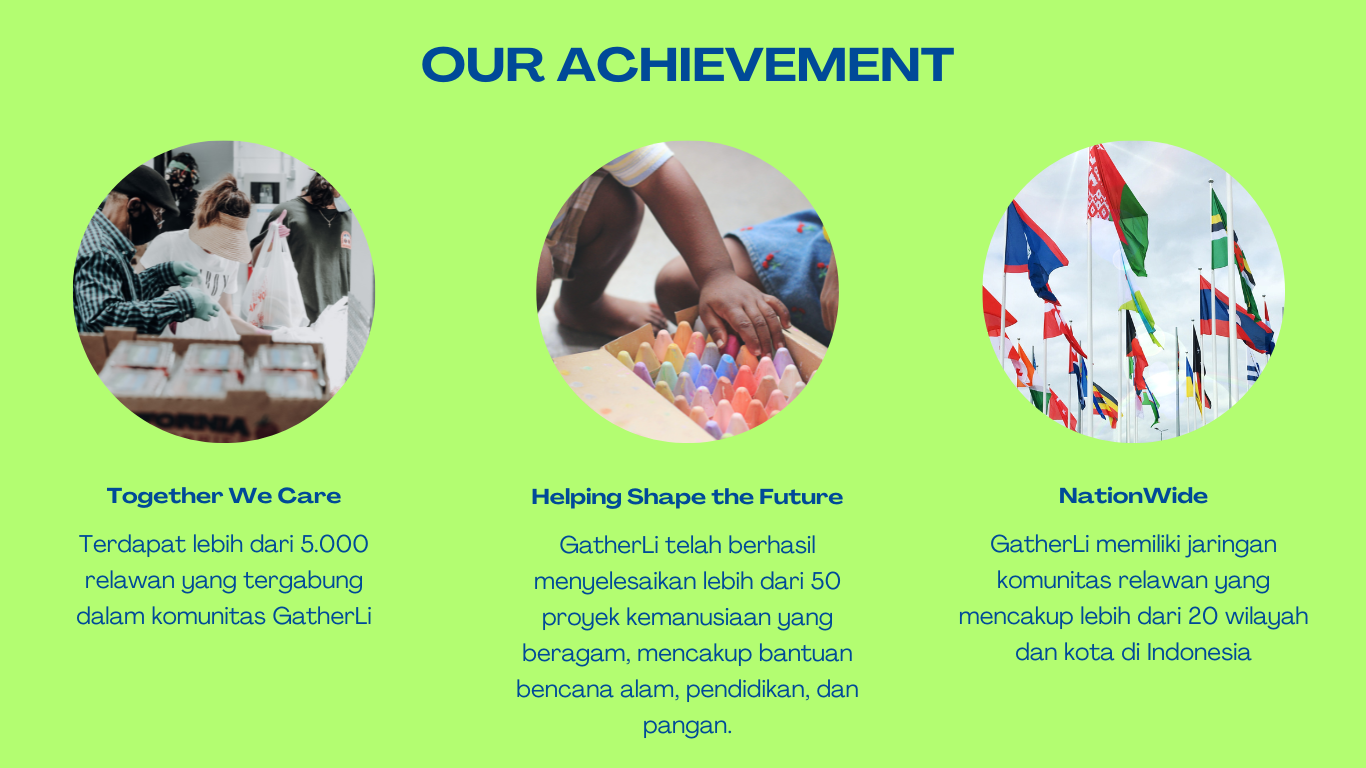 OUR ACHIEVEMENT
Together We Care
Terdapat lebih dari 5.000
relawan yang tergabung
dalam komunitas GatherLi
Helping Shape the Future
GatherLi telah berhasil
menyelesaikan lebih dari 50
proyek kemanusiaan yang
beragam, mencakup bantuan
bencana alam, pendidikan, dan
pangan.
NationWide
GatherLi memiliki jaringan
komunitas relawan yang
mencakup lebih dari 20 wilayah
dan kota di Indonesia